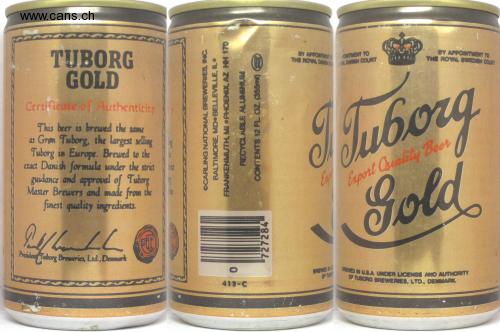 www.cans.ch
TUBORG
GOLD
Certificate of Authenticity
This beer is brewed the same
as Grøn Tuborg, the largest selling
Tuborg in Europe. Brewed to the
exact Danish formula under the strict
guidance and approval of Tuborg
Master Brewers and made from the
finest quality ingredients.
President Tuborg Breweries, Ltd., Denmark
©CARLING NATIONAL BREWERIES, INC.
BALTIMORE, MD•BELLEVILLE, IL•
FRANKENMUTH, MI•PHOENIX, AZ RH 170
RECYCLABLE ALUMINUM
CONTENTS 12 FL. OZ. (355ml)
0
727284
413-C
BY APPOINTMENT TO
THE ROYAL DANISH COURT
BY APPOINTMENT TO
THE ROYAL SWEDISH COURT
Tuborg
Export Quality Beer
Gold
BREWED IN U.S.A. UNDER LICENSE AND AUTHORITY
OF TUBORG BREWERIES, LTD., DENMARK